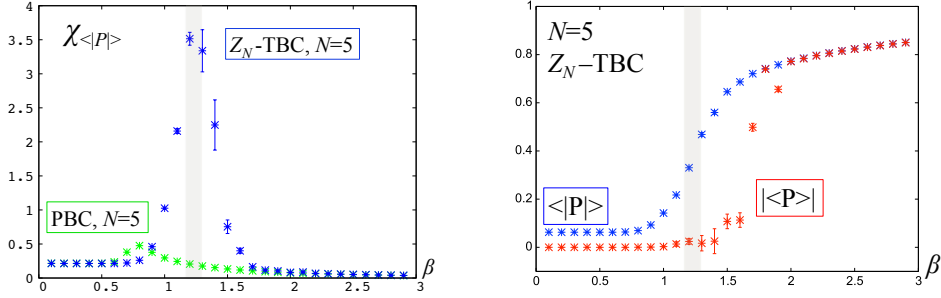 4
3.5
3
2.5
2
1.5
1
0.5
0
0 0.5 1 1.5 2 2.5 3
β
χ<|P|>
Z_N-TBC, N=5
PBC, N=5
1
0.8
0.6
0.4
0.2
0
0 0.5 1 1.5 2 2.5 3
β
N=5
Z_N−TBC
<|P|>
|<P>|